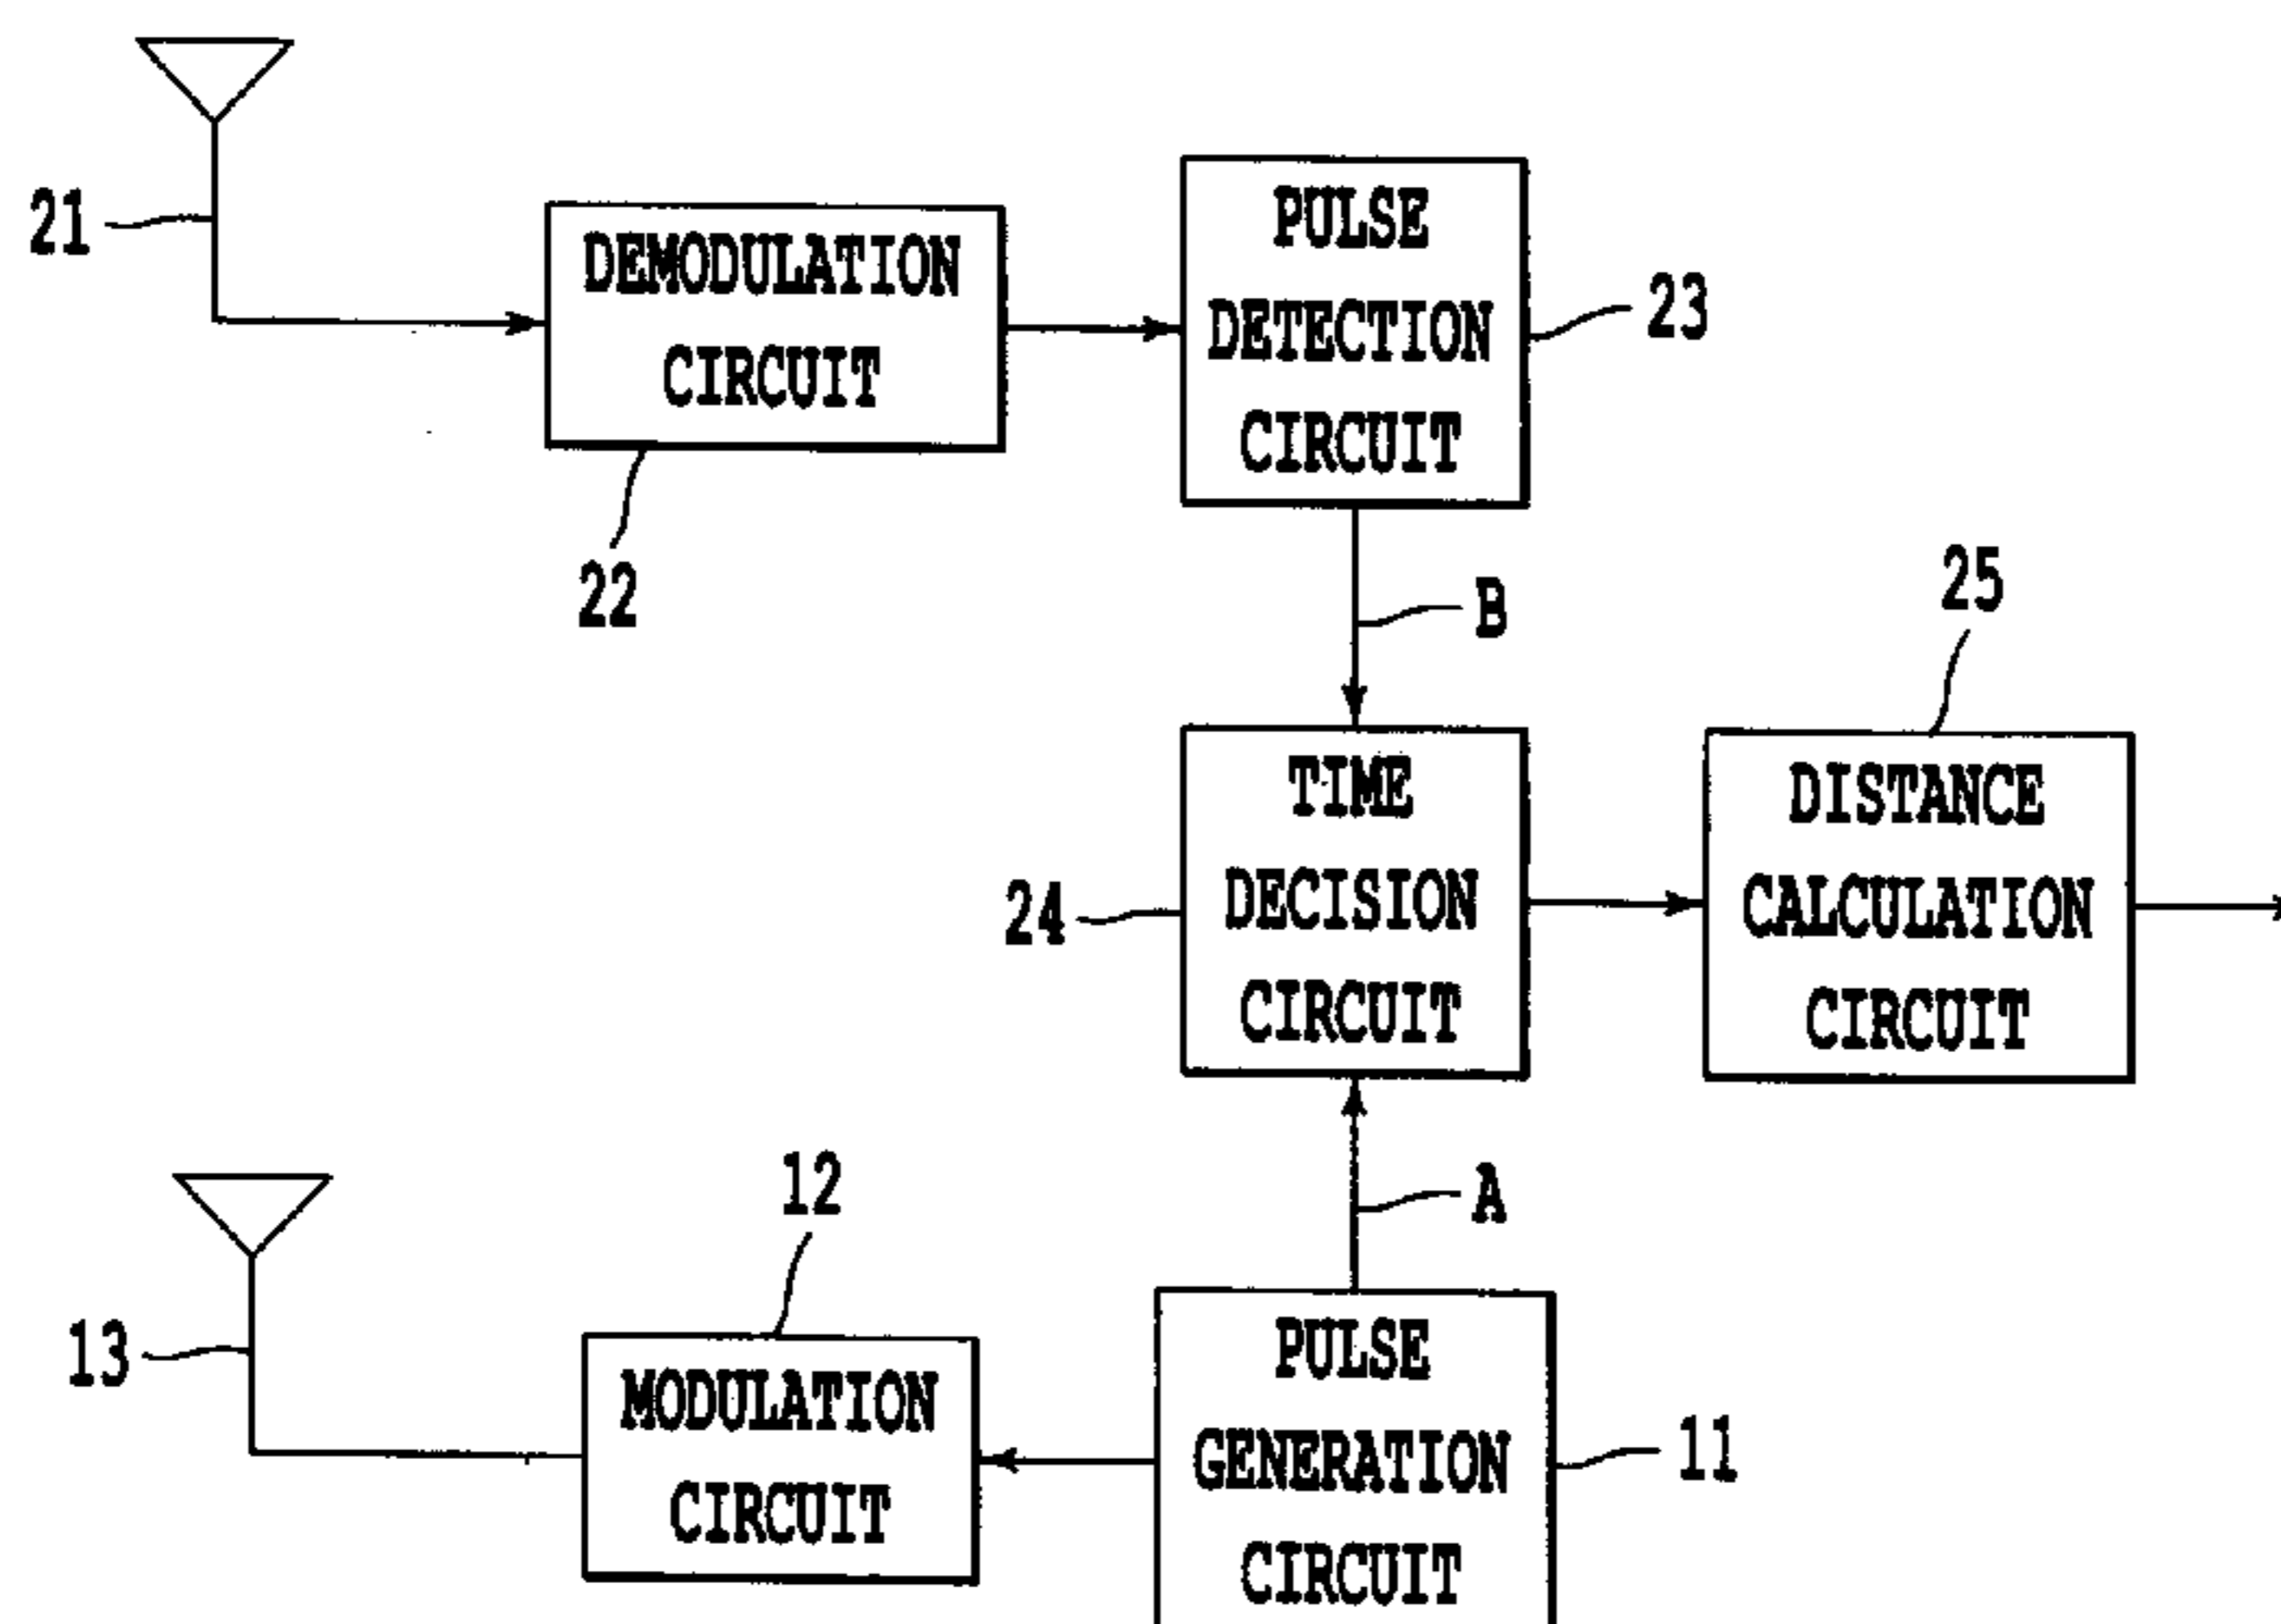 21
DEMODULATION
CIRCUIT
22
PULSE
DETECTION
CIRCUIT
23
B
25
TIME
DECISION
CIRCUIT
24
DISTANCE
CALCULATION
CIRCUIT
A
12
13
MODULATION
CIRCUIT
PULSE
GENERATION
CIRCUIT
11